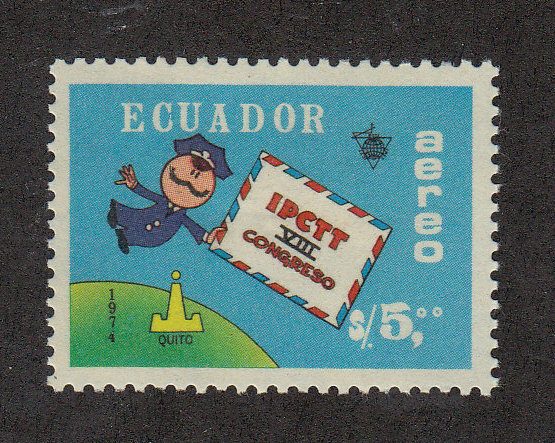 ECUADOR
aereo
IPCTT
VIII
CONGRESO
S/. 5,00
1974
QUITO